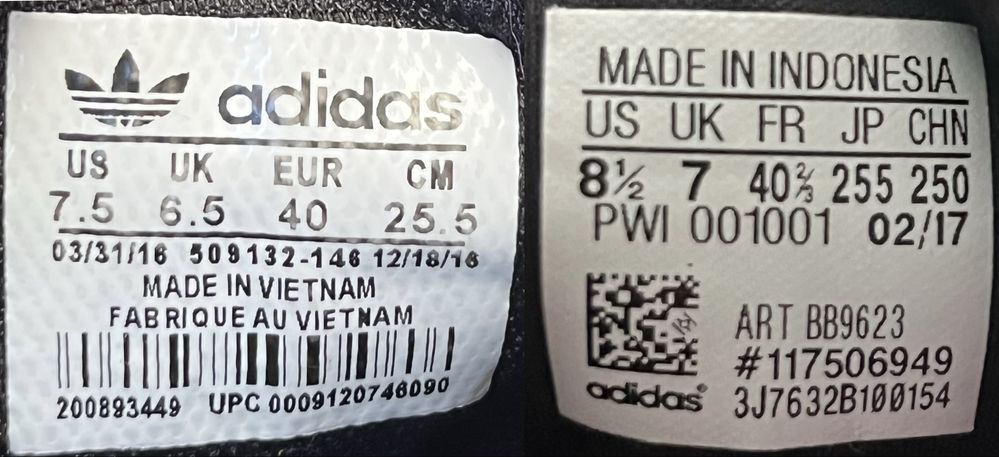 adidas
US UK EUR CM
7.5 6.5 40 25.5
03/31/16 509132-146 12/18/16
MADE IN VIETNAM
FABRIQUE AU VIETNAM
200893449 UPC 0009120746090
MADE IN INDONESIA
US UK FR JP CHN
8½ 7 40⅔ 255 250
PWI 001001 02/17
ART BB9623
#117506949
adidas® 3J7632B100154